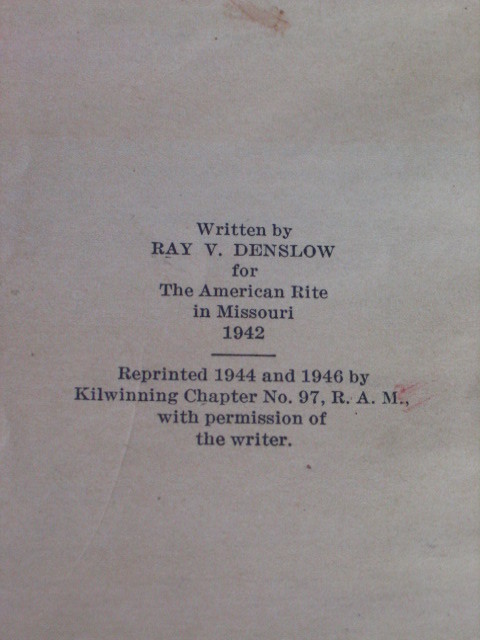 Written by
RAY V. DENSLOW
for
The American Rite
in Missouri
1942
Reprinted 1944 and 1946 by
Kilwinning Chapter No. 97, R. A. M.,
with permission of
the writer.